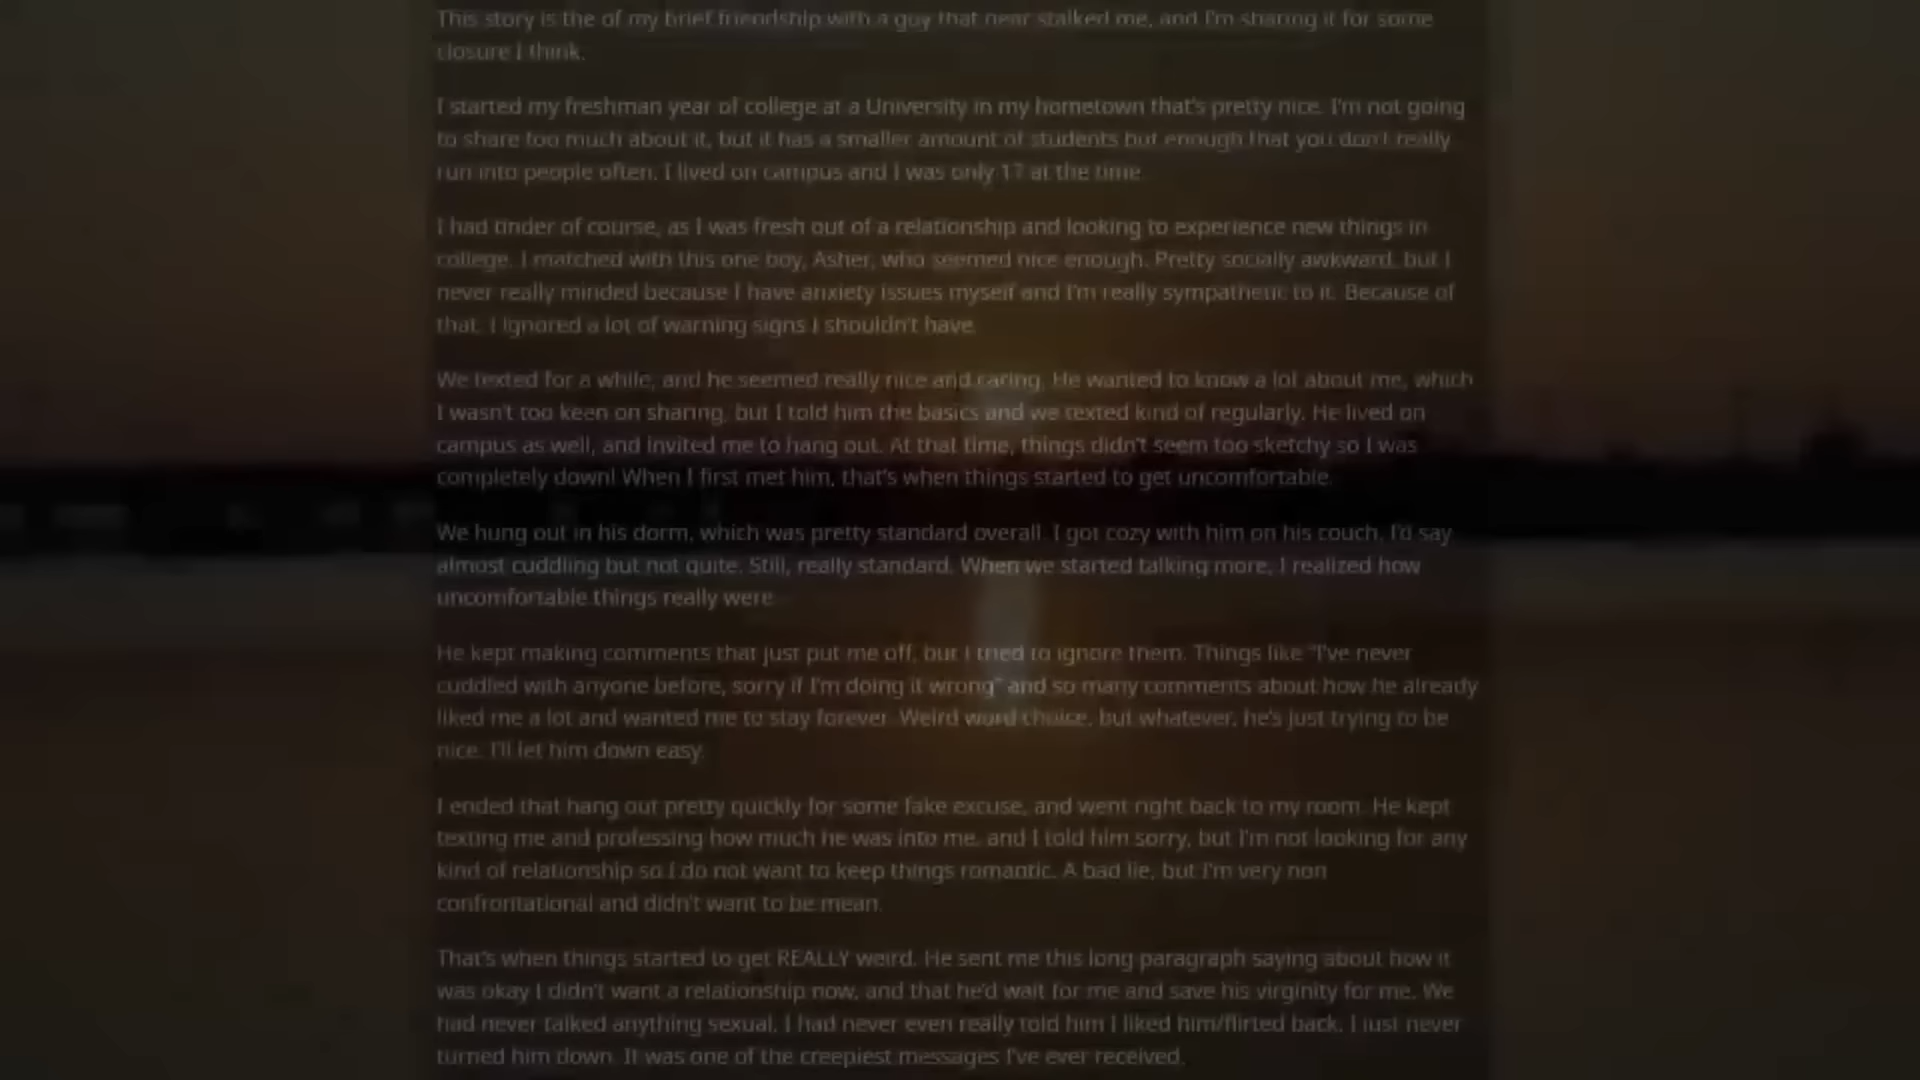 This story is the of my brief friendship with a guy that near stalked me, and I'm sharing it for some
closure I think.
I started my freshman year of college at a University in my hometown that's pretty nice. I'm not going
to share too much about it, but it has a smaller amount of students but enough that you don't really
run into people often. I lived on campus and I was only 17 at the time.
I had tinder of course, as I was fresh out of a relationship and looking to experience new things in
college. I matched with this one boy, Asher, who seemed nice enough. Pretty socially awkward, but I
never really minded because I have anxiety issues myself and I'm really sympathetic to it. Because of
that, I ignored a lot of warning signs I shouldn't have.
We texted for a while, and he seemed really nice and caring. He wanted to know a lot about me, which
I wasn't too keen on sharing, but I told him the basics and we texted kind of regularly. He lived on
campus as well, and invited me to hang out. At that time, things didn't seem too sketchy so I was
completely down! When I first met him, that's when things started to get uncomfortable.
We hung out in his dorm, which was pretty standard overall. I got cozy with him on his couch, I'd say
almost cuddling but not quite. Still, really standard. When we started talking more, I realized how
uncomfortable things really were.
He kept making comments that just put me off, but I tried to ignore them. Things like "I've never
cuddled with anyone before, sorry if I'm doing it wrong" and so many comments about how he already
liked me a lot and wanted me to stay forever. Weird word choice, but whatever, he's just trying to be
nice. I'll let him down easy.
I ended that hang out pretty quickly for some fake excuse, and went right back to my room. He kept
texting me and professing how much he was into me, and I told him sorry, but I'm not looking for any
kind of relationship so I do not want to keep things romantic. A bad lie, but I'm very non
confrontational and didn't want to be mean.
That's when things started to get REALLY weird. He sent me this long paragraph saying about how it
was okay I didn't want a relationship now, and that he'd wait for me and save his virginity for me. We
had never talked anything sexual. I had never even really told him I liked him/flirted back, I just never
turned him down. It was one of the creepiest messages I've ever received.